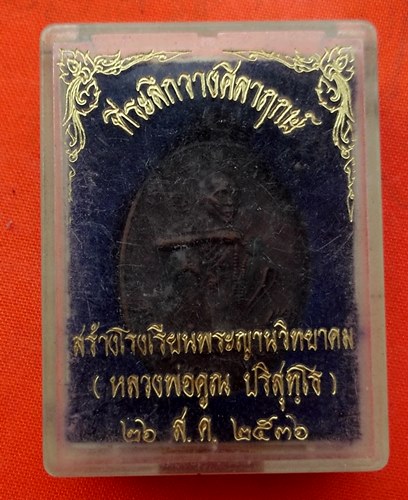 ที่ระลึกวางศิลาฤกษ์
สร้างโรงเรียนพระญาณวิทยาคม
( หลวงพ่อคูณ ปริสุทฺโธ )
๒๖ ส.ค. ๒๕๓๖